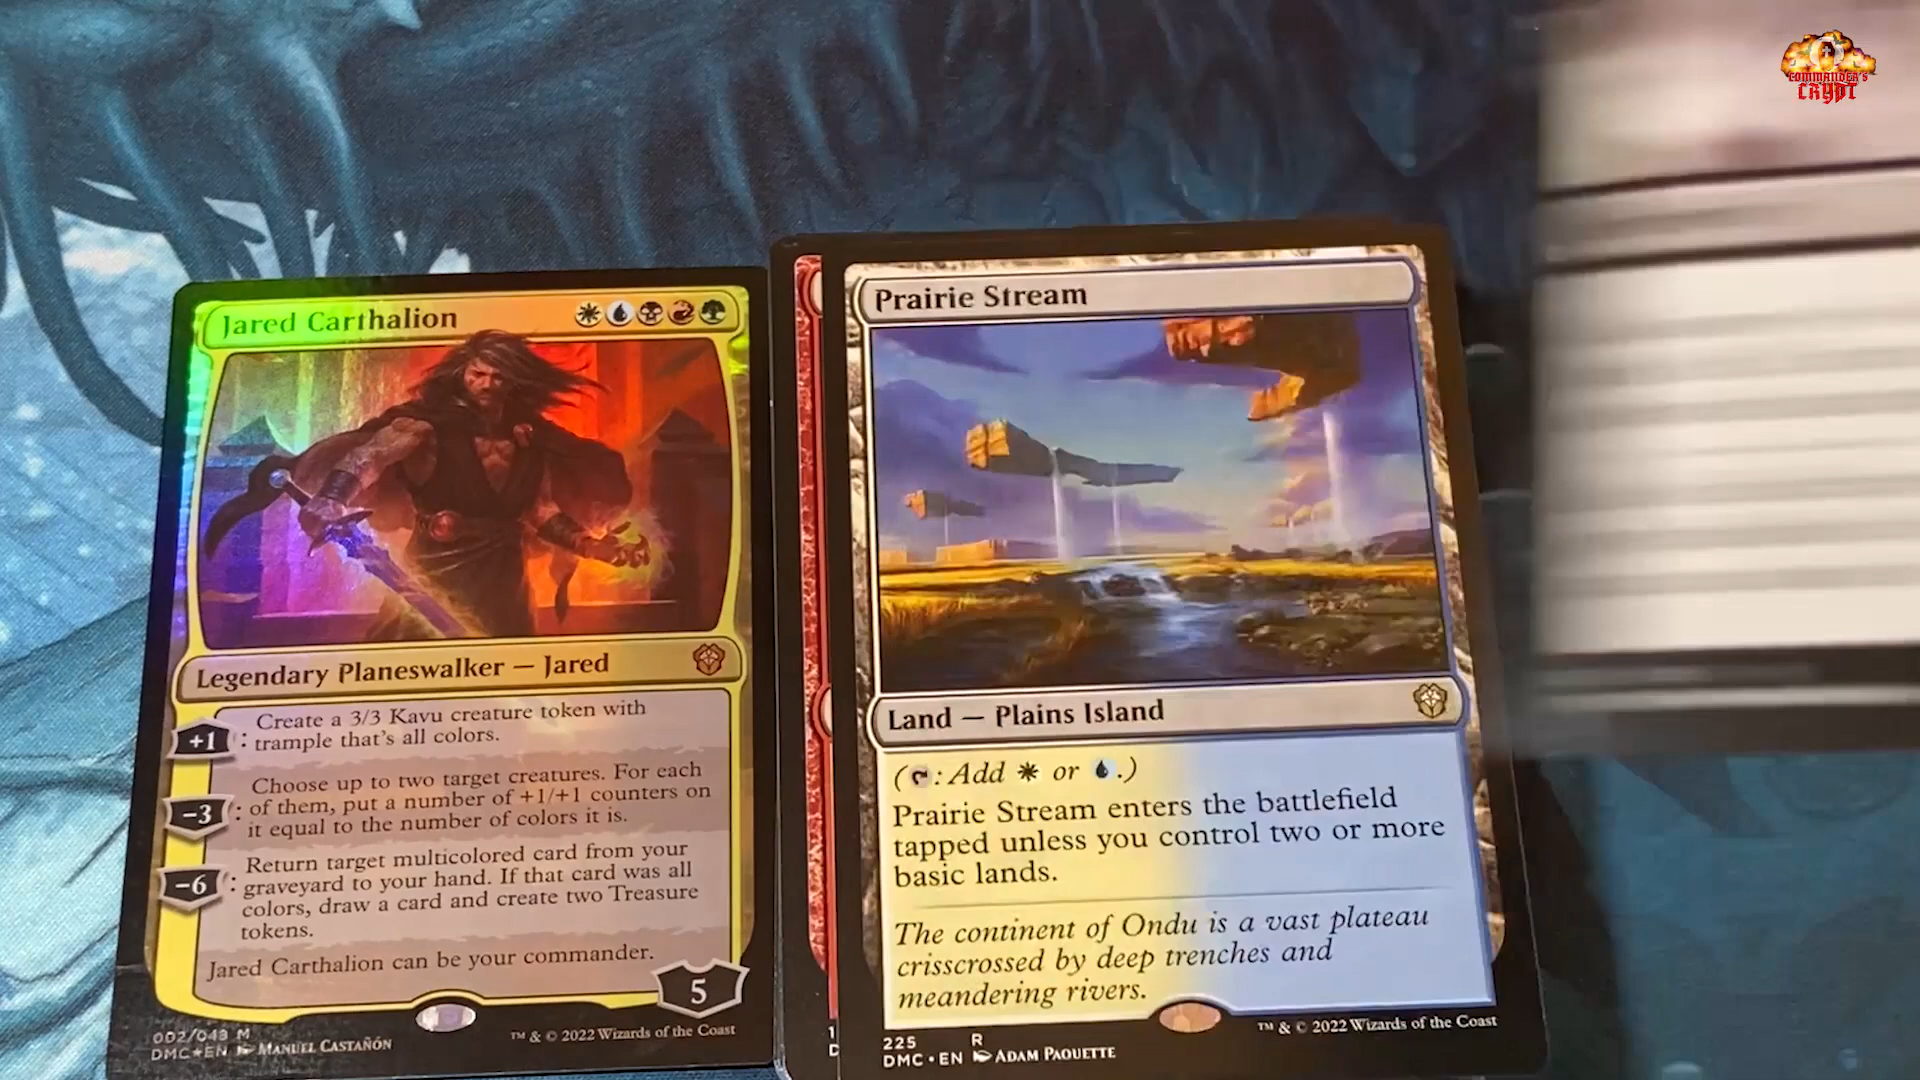 COMMANDER'S
CRYPT
Jared Carthalion
Legendary Planeswalker — Jared
+1: Create a 3/3 Kavu creature token with
trample that's all colors.
−3: Choose up to two target creatures. For each
of them, put a number of +1/+1 counters on
it equal to the number of colors it is.
−6: Return target multicolored card from your
graveyard to your hand. If that card was all
colors, draw a card and create two Treasure
tokens.
Jared Carthalion can be your commander.
5
002/048 M
DMC★EN MANUEL CASTAÑÓN
™ & © 2022 Wizards of the Coast
Prairie Stream
Land — Plains Island
(: Add or .)
Prairie Stream enters the battlefield
tapped unless you control two or more
basic lands.
The continent of Ondu is a vast plateau
crisscrossed by deep trenches and
meandering rivers.
225 R
DMC • EN ADAM PAQUETTE
™ & © 2022 Wizards of the Coast